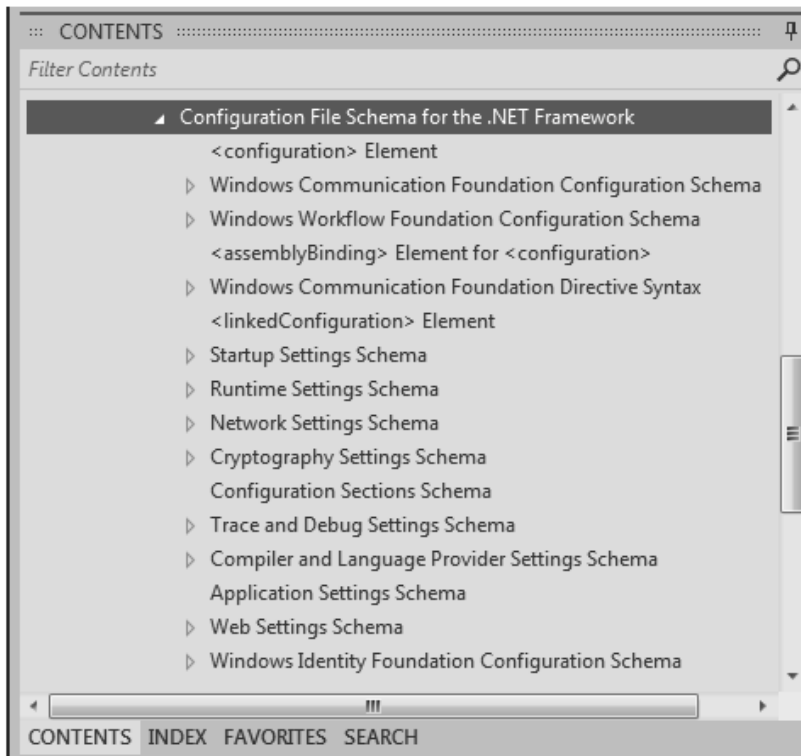 CONTENTS
Filter Contents
Configuration File Schema for the .NET Framework
<configuration> Element
Windows Communication Foundation Configuration Schema
Windows Workflow Foundation Configuration Schema
<assemblyBinding> Element for <configuration>
Windows Communication Foundation Directive Syntax
<linkedConfiguration> Element
Startup Settings Schema
Runtime Settings Schema
Network Settings Schema
Cryptography Settings Schema
Configuration Sections Schema
Trace and Debug Settings Schema
Compiler and Language Provider Settings Schema
Application Settings Schema
Web Settings Schema
Windows Identity Foundation Configuration Schema
CONTENTS INDEX FAVORITES SEARCH